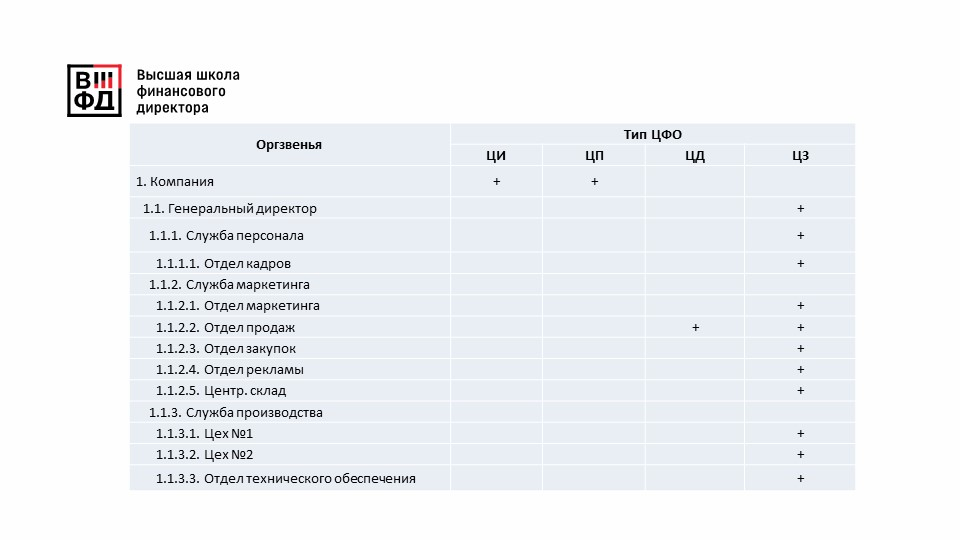 ВШ
ФД
Высшая школа
финансового
директора
Оргзвенья
Тип ЦФО
ЦИ ЦП ЦД ЦЗ
1. Компания + +
1.1. Генеральный директор +
1.1.1. Служба персонала +
1.1.1.1. Отдел кадров +
1.1.2. Служба маркетинга
1.1.2.1. Отдел маркетинга +
1.1.2.2. Отдел продаж + +
1.1.2.3. Отдел закупок +
1.1.2.4. Отдел рекламы +
1.1.2.5. Центр. склад +
1.1.3. Служба производства
1.1.3.1. Цех №1 +
1.1.3.2. Цех №2 +
1.1.3.3. Отдел технического обеспечения +